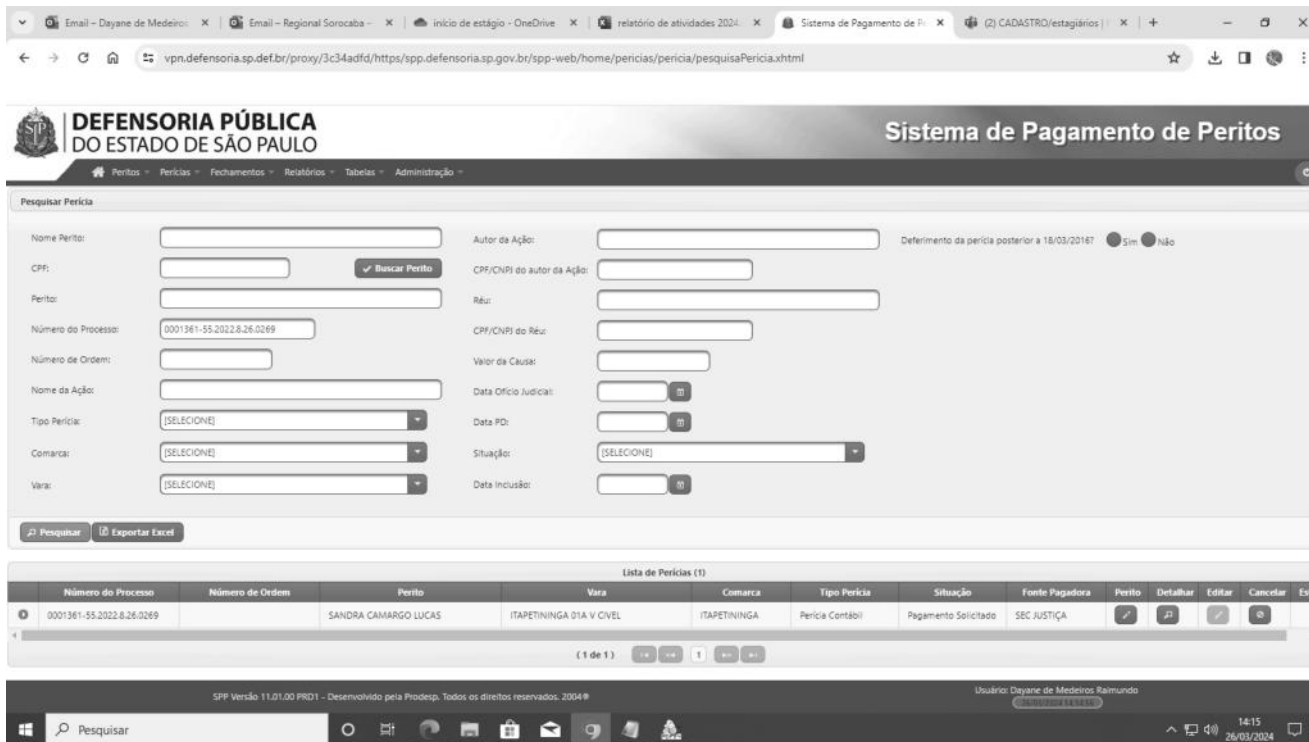 Email – Dayane de Medeiros
Email – Regional Sorocaba –
início de estágio - OneDrive
relatório de atividades 2024
Sistema de Pagamento de P
(2) CADASTRO/estagiários |
vpn.defensoria.sp.def.br/proxy/3c34adfd/https/spp.defensoria.sp.gov.br/spp-web/home/pericias/pericia/pesquisaPericia.xhtml
DEFENSORIA PÚBLICA
DO ESTADO DE SÃO PAULO
Sistema de Pagamento de Peritos
Peritos Perícias Fechamentos Relatórios Tabelas Administração
Pesquisar Perícia
Nome Perito: Autor da Ação: Deferimento da perícia posterior a 18/03/2016? Sim Não
CPF: Buscar Perito CPF/CNPJ do autor da Ação:
Perito: Réu:
Número do Processo: 0001361-55.2022.8.26.0269 CPF/CNPJ do Réu:
Número de Ordem: Valor da Causa:
Nome da Ação: Data Ofício Judicial:
Tipo Perícia: [SELECIONE] Data PD:
Comarca: [SELECIONE] Situação: [SELECIONE]
Vara: [SELECIONE] Data Inclusão:
Pesquisar Exportar Excel
Lista de Perícias (1)
Número do Processo Número de Ordem Perito Vara Comarca Tipo Perícia Situação Fonte Pagadora Perito Detalhar Editar Cancelar Es
0001361-55.2022.8.26.0269 SANDRA CAMARGO LUCAS ITAPETININGA 01A V CIVEL ITAPETININGA Perícia Contábil Pagamento Solicitado SEC JUSTIÇA
(1 de 1) 1
SPP Versão 11.01.00 PRD1 - Desenvolvido pela Prodesp. Todos os direitos reservados. 2004®
Usuário: Dayane de Medeiros Raimundo
Pesquisar
14:15
26/03/2024